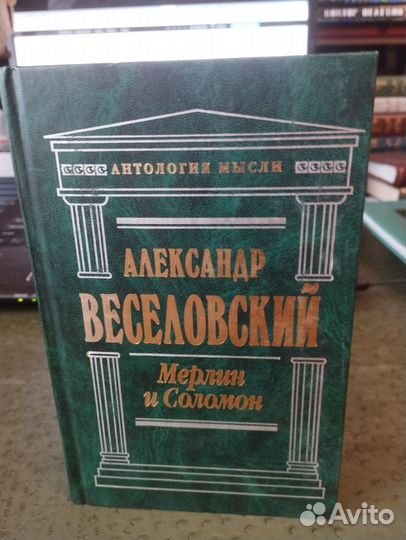 АНТОЛОГИЯ МЫСЛИ
АЛЕКСАНДР
ВЕСЕЛОВСКИЙ
Мерлин
и Соломон
Avito